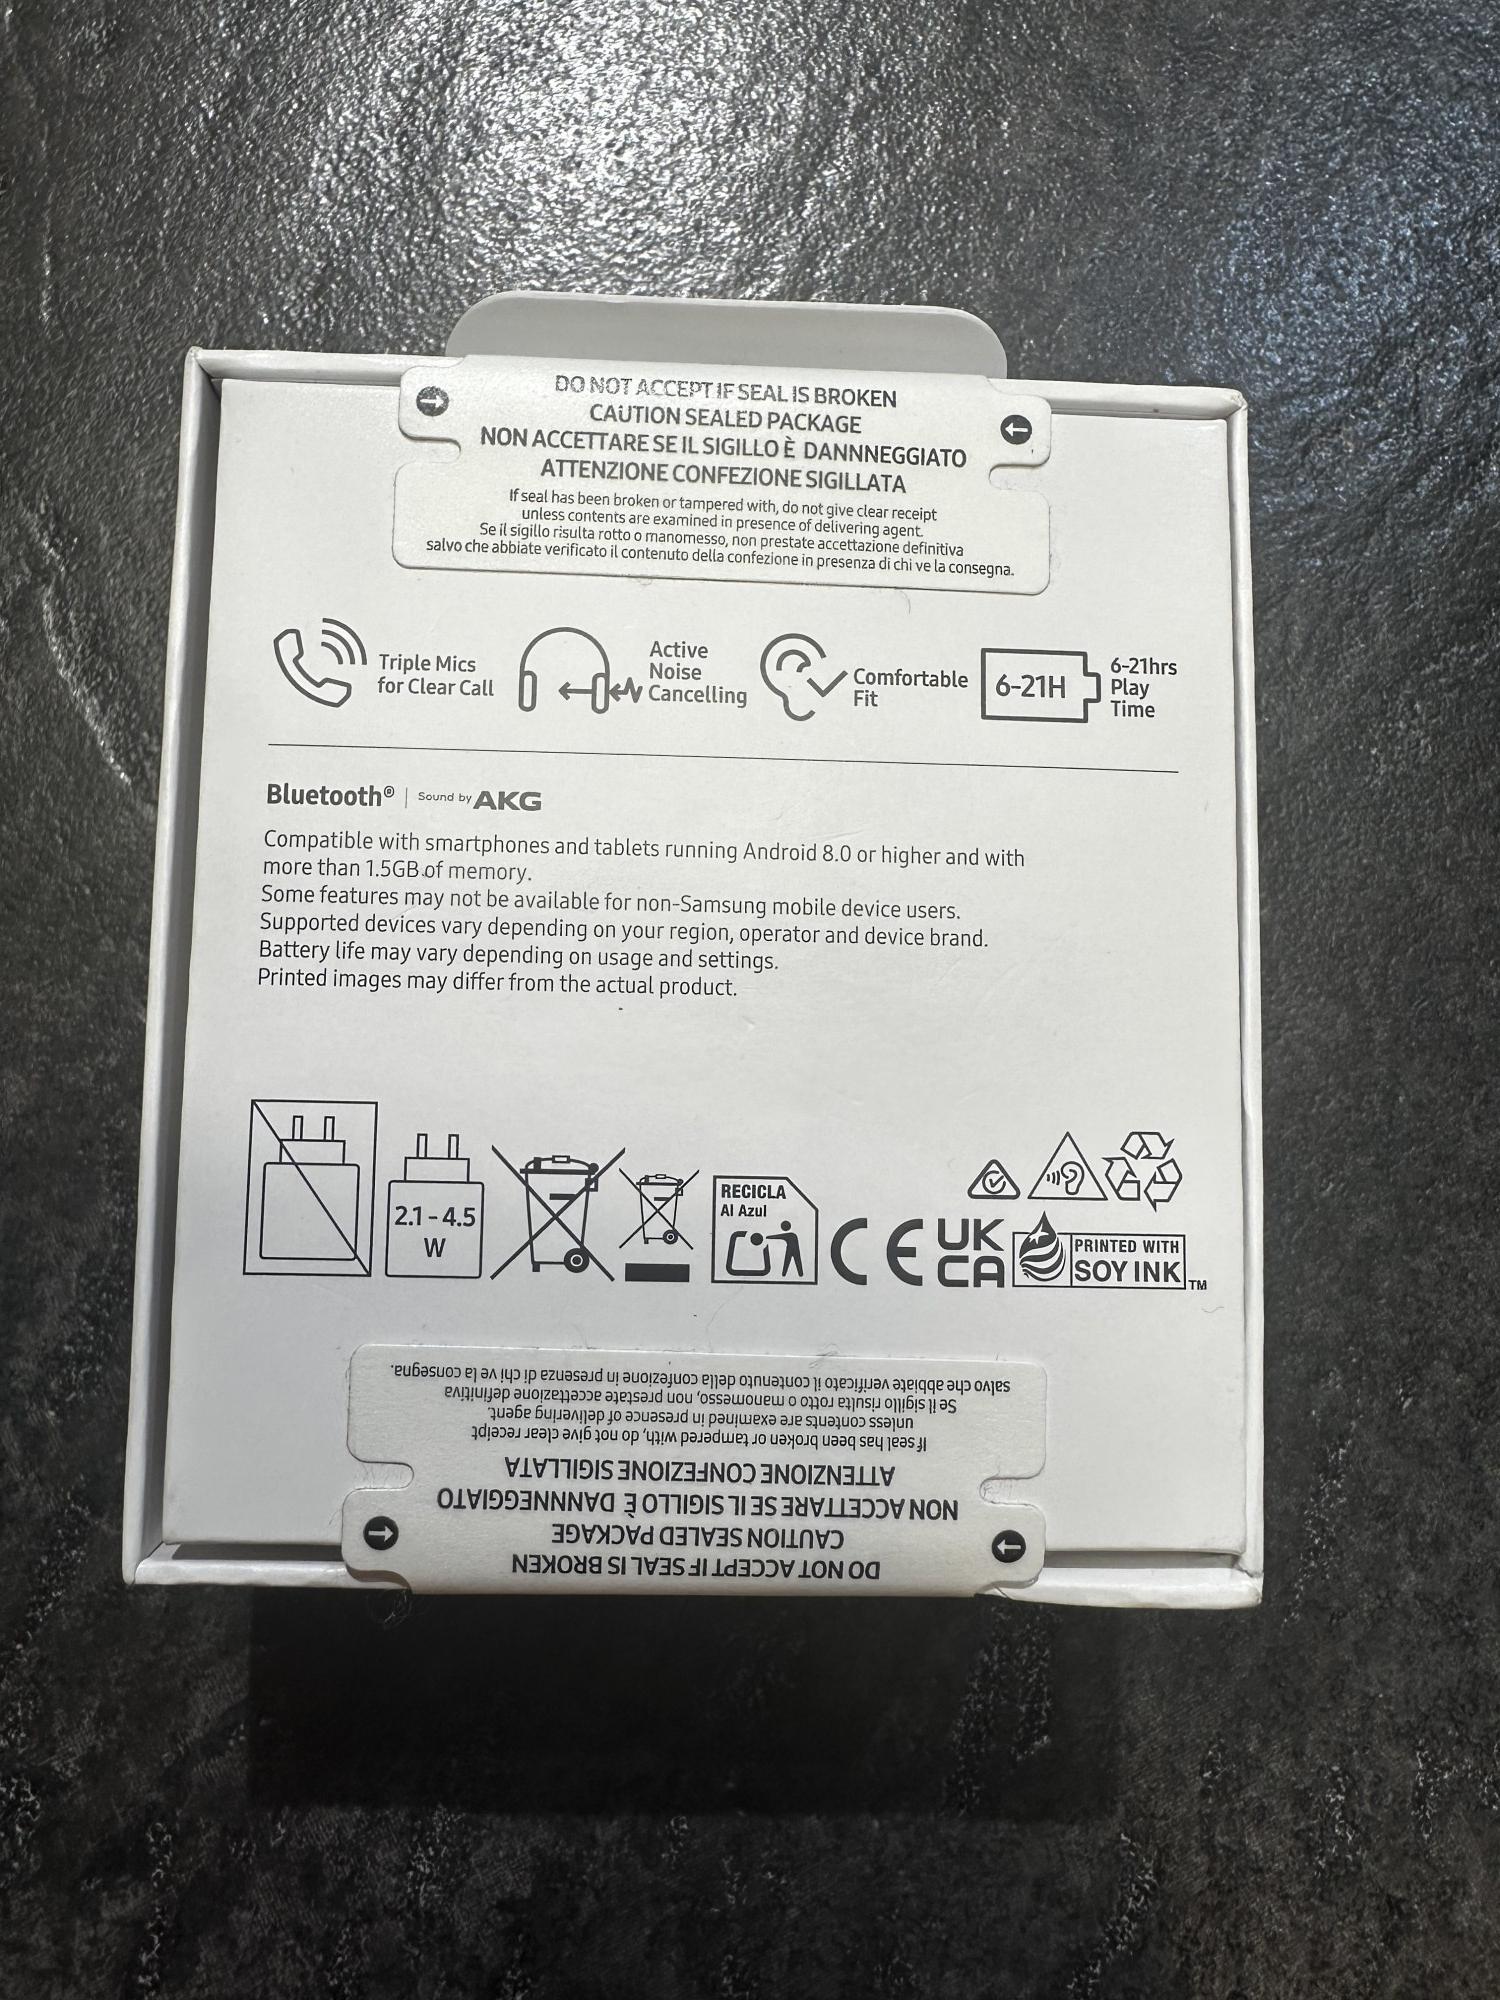 DO NOT ACCEPT IF SEAL IS BROKEN
CAUTION SEALED PACKAGE
NON ACCETTARE SE IL SIGILLO È DANNNEGGIATO
ATTENZIONE CONFEZIONE SIGILLATA
If seal has been broken or tampered with, do not give clear receipt
unless contents are examined in presence of delivering agent.
Se il sigillo risulta rotto o manomesso, non prestate accettazione definitiva
salvo che abbiate verificato il contenuto della confezione in presenza di chi ve la consegna.
Triple Mics
for Clear Call
Active
Noise
Cancelling
Comfortable
Fit
6-21H
6-21hrs
Play
Time
Bluetooth® | Sound by AKG
Compatible with smartphones and tablets running Android 8.0 or higher and with
more than 1.5GB of memory.
Some features may not be available for non-Samsung mobile device users.
Supported devices vary depending on your region, operator and device brand.
Battery life may vary depending on usage and settings.
Printed images may differ from the actual product.
2.1 - 4.5
W
RECICLA
Al Azul
CE
UK
CA
PRINTED WITH
SOY INK™
DO NOT ACCEPT IF SEAL IS BROKEN
CAUTION SEALED PACKAGE
NON ACCETTARE SE IL SIGILLO È DANNNEGGIATO
ATTENZIONE CONFEZIONE SIGILLATA
If seal has been broken or tampered with, do not give clear receipt
unless contents are examined in presence of delivering agent.
Se il sigillo risulta rotto o manomesso, non prestate accettazione definitiva
salvo che abbiate verificato il contenuto della confezione in presenza di chi ve la consegna.